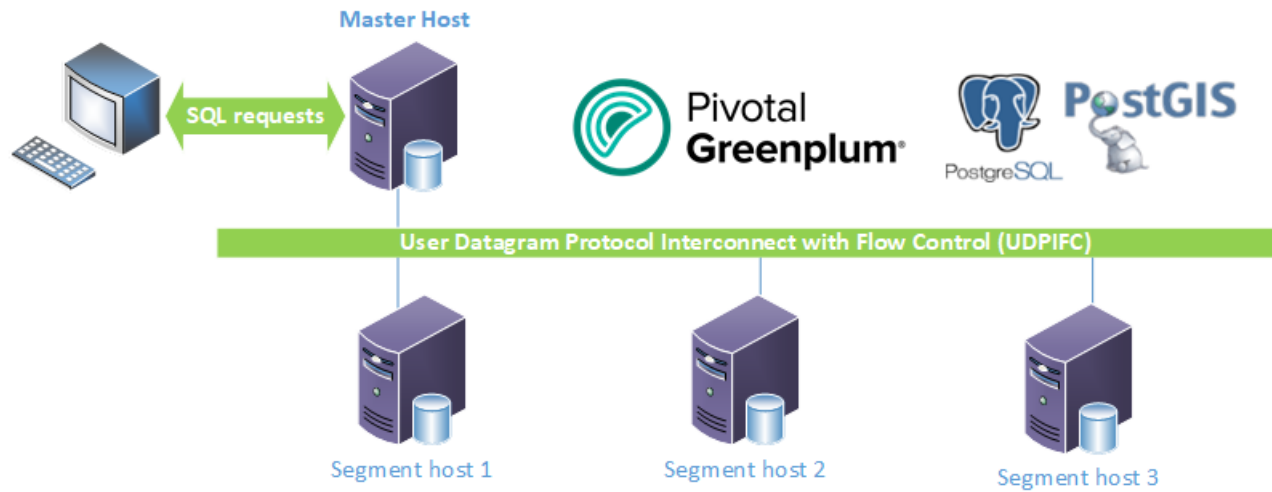 Master Host
SQL requests
Pivotal
Greenplum®
PostgreSQL
PostGIS
User Datagram Protocol Interconnect with Flow Control (UDPIFC)
Segment host 1
Segment host 2
Segment host 3